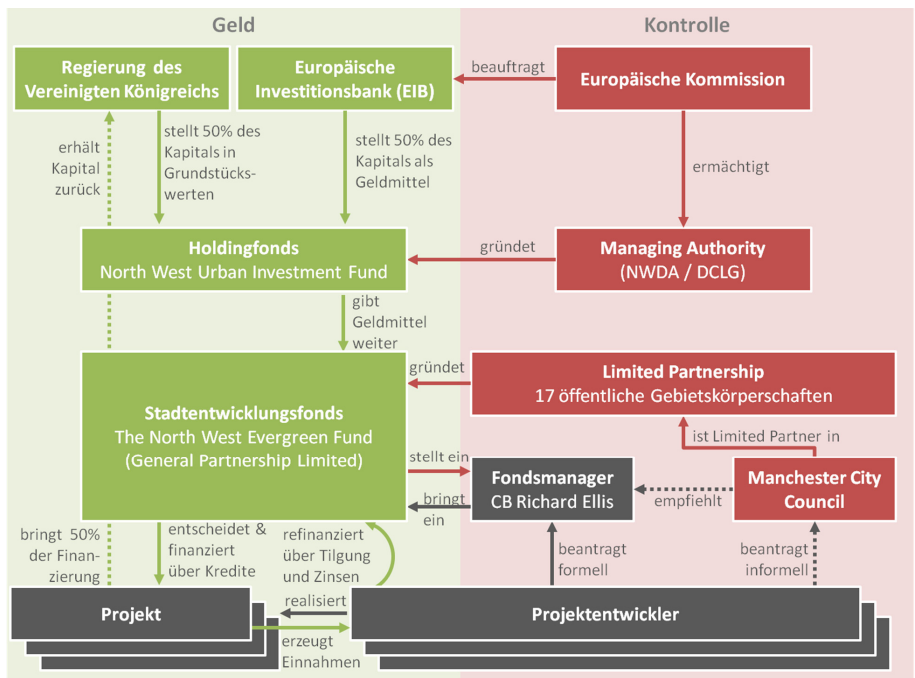 Geld
Kontrolle
Regierung des
Vereinigten Königreichs
Europäische
Investitionsbank (EIB)
beauftragt
Europäische Kommission
erhält
Kapital
zurück
stellt 50% des
Kapitals in
Grundstücks-
werten
stellt 50% des
Kapitals als
Geldmittel
ermächtigt
Holdingfonds
North West Urban Investment Fund
gründet
Managing Authority
(NWDA / DCLG)
gibt
Geldmittel
weiter
Stadtentwicklungsfonds
The North West Evergreen Fund
(General Partnership Limited)
gründet
Limited Partnership
17 öffentliche Gebietskörperschaften
ist Limited Partner in
stellt ein
bringt
ein
Fondsmanager
CB Richard Ellis
empfiehlt
Manchester City
Council
bringt 50%
der Finan-
zierung
entscheidet &
finanziert
über Kredite
refinanziert
über Tilgung
und Zinsen
beantragt
formell
beantragt
informell
Projekt
realisiert
Projektentwickler
erzeugt
Einnahmen